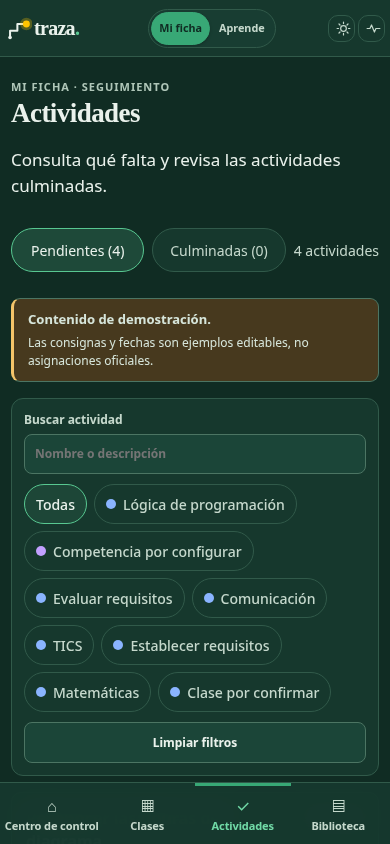 traza.
Mi ficha
Aprende
MI FICHA · SEGUIMIENTO
Actividades
Consulta qué falta y revisa las actividades
culminadas.
Pendientes (4)
Culminadas (0)
4 actividades
Contenido de demostración.
Las consignas y fechas son ejemplos editables, no
asignaciones oficiales.
Buscar actividad
Nombre o descripción
Todas
Lógica de programación
Competencia por configurar
Evaluar requisitos
Comunicación
TICS
Establecer requisitos
Matemáticas
Clase por confirmar
Limpiar filtros
Centro de control
Clases
Actividades
Biblioteca